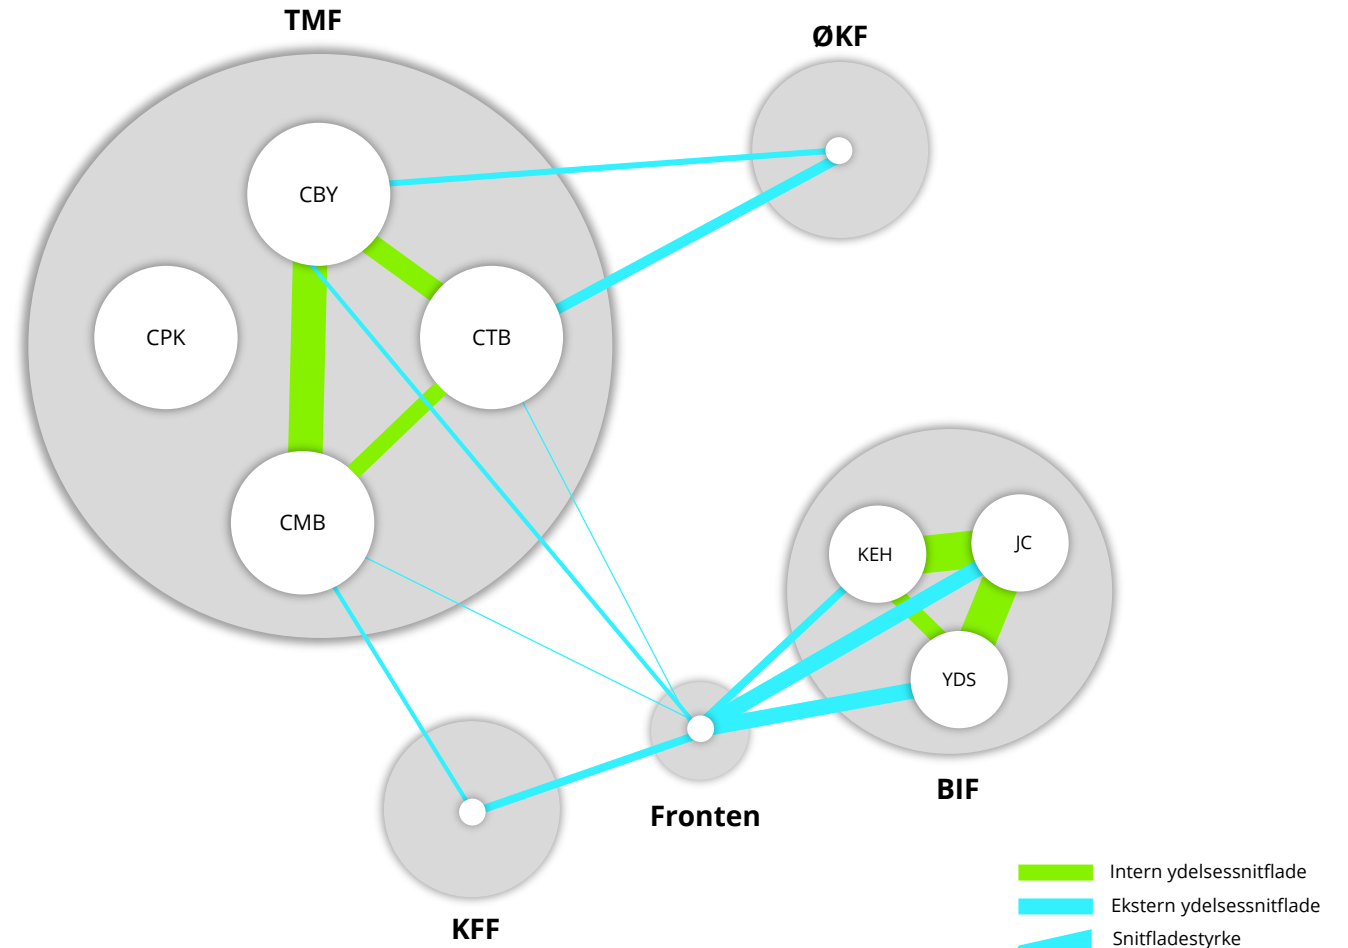 TMF
ØKF
CBY
CPK
CTB
CMB
KEH
JC
YDS
BIF
Fronten
KFF
Intern ydelsessnitflade
Ekstern ydelsessnitflade
Snitfladestyrke